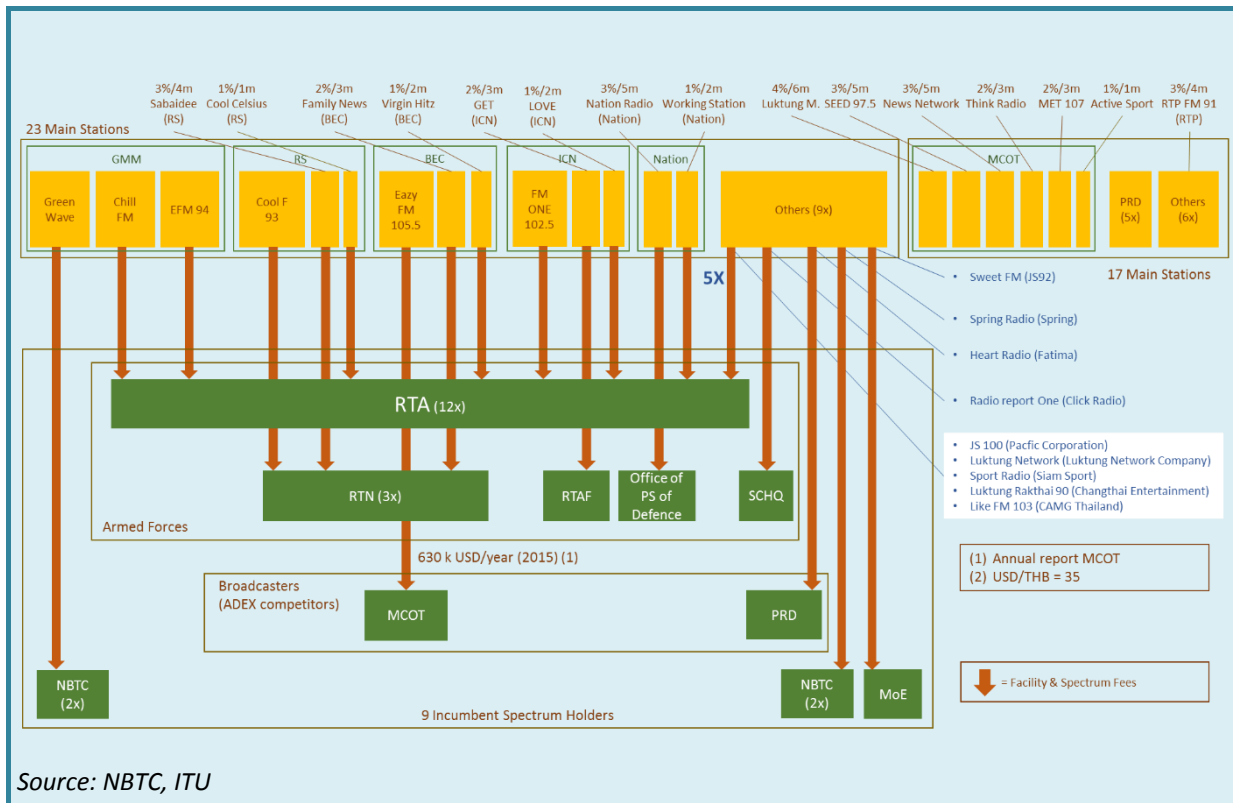 3%/4m
Sabaidee
(RS)
1%/1m
Cool Celsius
(RS)
2%/3m
Family News
(BEC)
1%/2m
Virgin Hitz
(BEC)
2%/3m
GET
(ICN)
1%/2m
LOVE
(ICN)
3%/5m
Nation Radio
(Nation)
1%/2m
Working Station
(Nation)
4%/6m
Luktung M.
3%/5m
SEED 97.5
3%/5m
News Network
2%/3m
Think Radio
2%/3m
MET 107
1%/1m
Active Sport
3%/4m
RTP FM 91
(RTP)
23 Main Stations
GMM
RS
BEC
ICN
Nation
MCOT
Green
Wave
Chill
FM
EFM 94
Cool F
93
Eazy
FM
105.5
FM
ONE
102.5
Others (9x)
PRD
(5x)
Others
(6x)
17 Main Stations
5X
• Sweet FM (JS92)
• Spring Radio (Spring)
• Heart Radio (Fatima)
• Radio report One (Click Radio)
• JS 100 (Pacfic Corporation)
• Luktung Network (Luktung Network Company)
• Sport Radio (Siam Sport)
• Luktung Rakthai 90 (Changthai Entertainment)
• Like FM 103 (CAMG Thailand)
RTA (12x)
RTN (3x)
RTAF
Office of
PS of
Defence
SCHQ
Armed Forces
630 k USD/year (2015) (1)
Broadcasters
(ADEX competitors)
MCOT
PRD
(1) Annual report MCOT
(2) USD/THB = 35
NBTC
(2x)
NBTC
(2x)
MoE
= Facility & Spectrum Fees
9 Incumbent Spectrum Holders
Source: NBTC, ITU